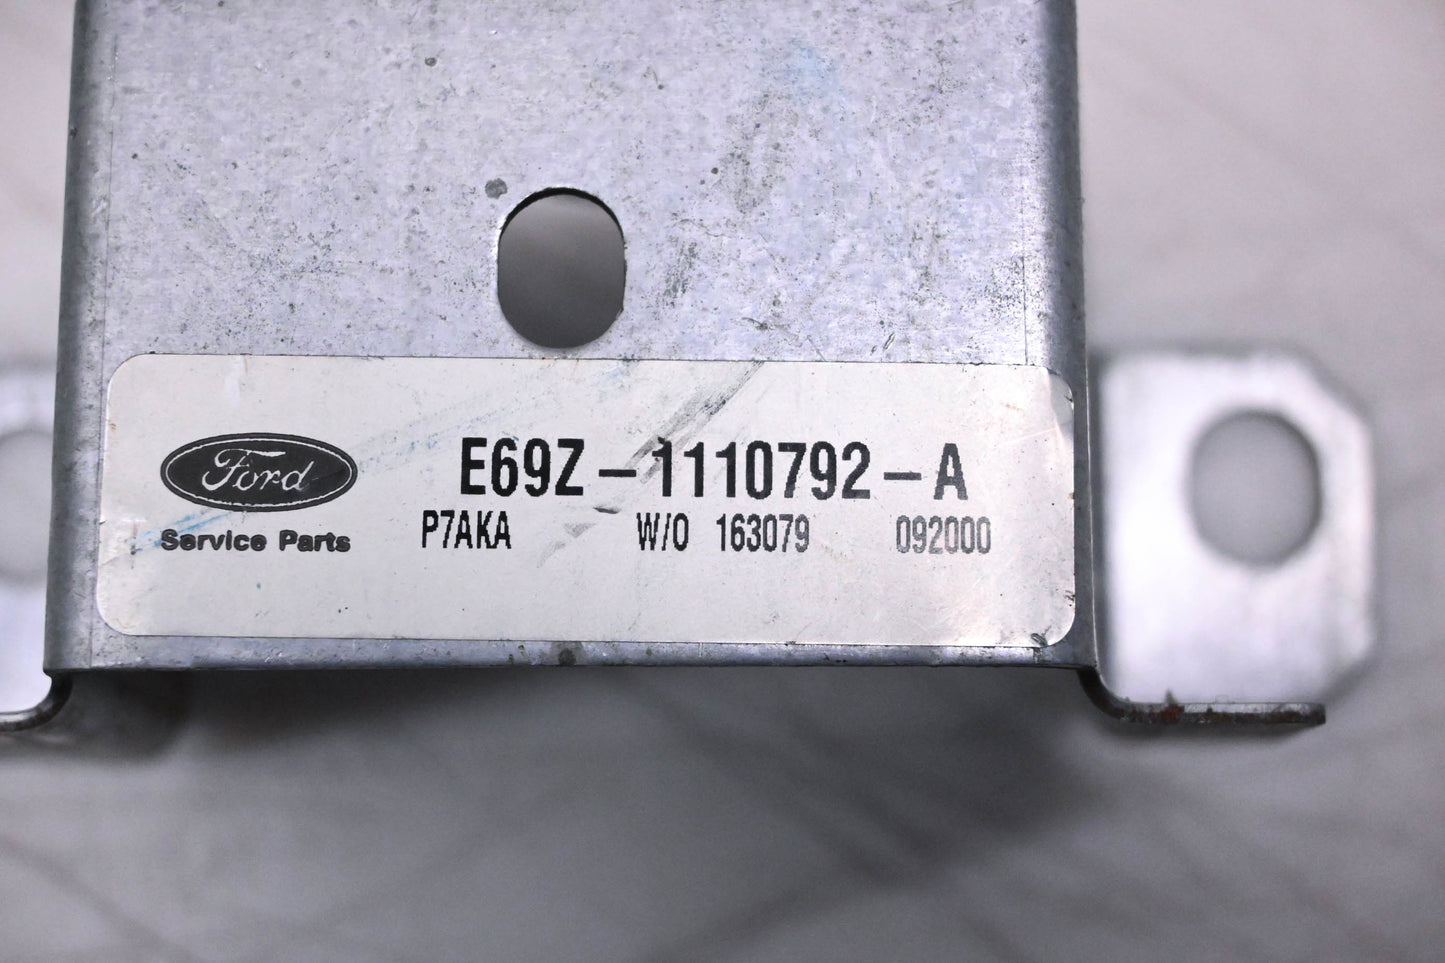 Ford
Service Parts
E69Z-1110792-A
P7AKA W/O 163079 092000